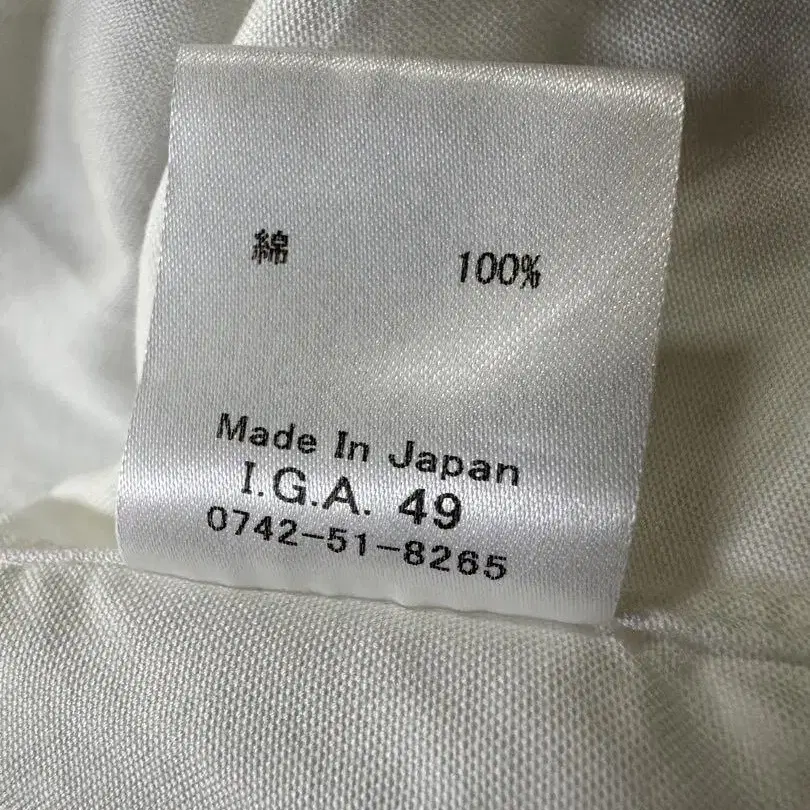 綿 100%
Made In Japan
I.G.A. 49
0742-51-8265